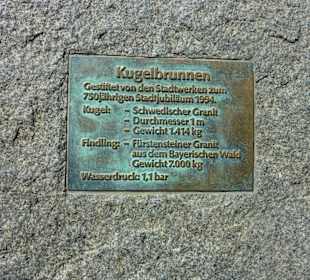 Kugelbrunnen
Gestiftet von den Stadtwerken zum
750jährigen Stadtjubiläum 1994.
Kugel: – Schwedischer Granit
– Durchmesser 1 m
– Gewicht 1.414 kg
Findling: – Fürstensteiner Granit
aus dem Bayerischen Wald
Gewicht 7.000 kg
Wasserdruck: 1,1 bar